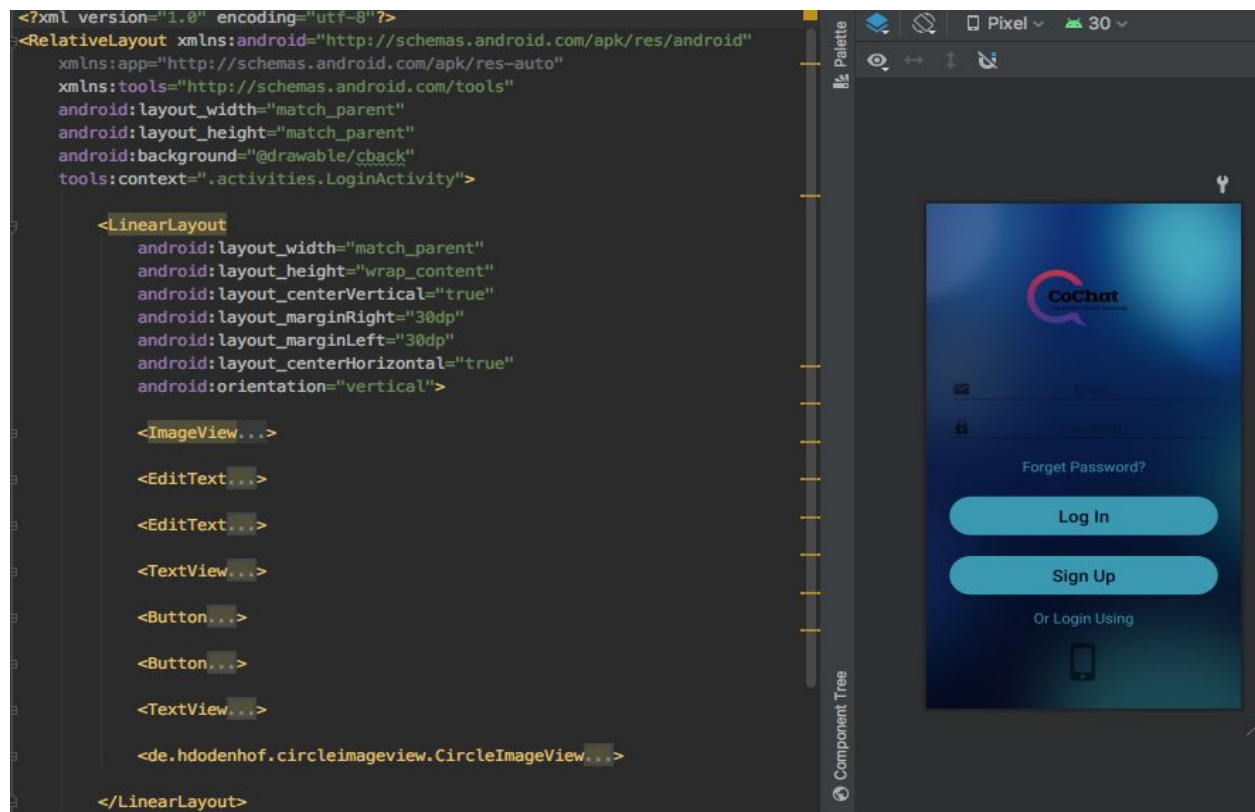 <?xml version="1.0" encoding="utf-8"?>
<RelativeLayout xmlns:android="http://schemas.android.com/apk/res/android"
xmlns:app="http://schemas.android.com/apk/res-auto"
xmlns:tools="http://schemas.android.com/tools"
android:layout_width="match_parent"
android:layout_height="match_parent"
android:background="@drawable/cback"
tools:context=".activities.LoginActivity">
<LinearLayout
android:layout_width="match_parent"
android:layout_height="wrap_content"
android:layout_centerVertical="true"
android:layout_marginRight="30dp"
android:layout_marginLeft="30dp"
android:layout_centerHorizontal="true"
android:orientation="vertical">
<ImageView...>
<EditText...>
<EditText...>
<TextView...>
<Button...>
<Button...>
<TextView...>
<de.hdodenhof.circleimageview.CircleImageView...>
</LinearLayout>
Palette
Component Tree
Pixel
30
CoChat
Email
Password
Forget Password?
Log In
Sign Up
Or Login Using